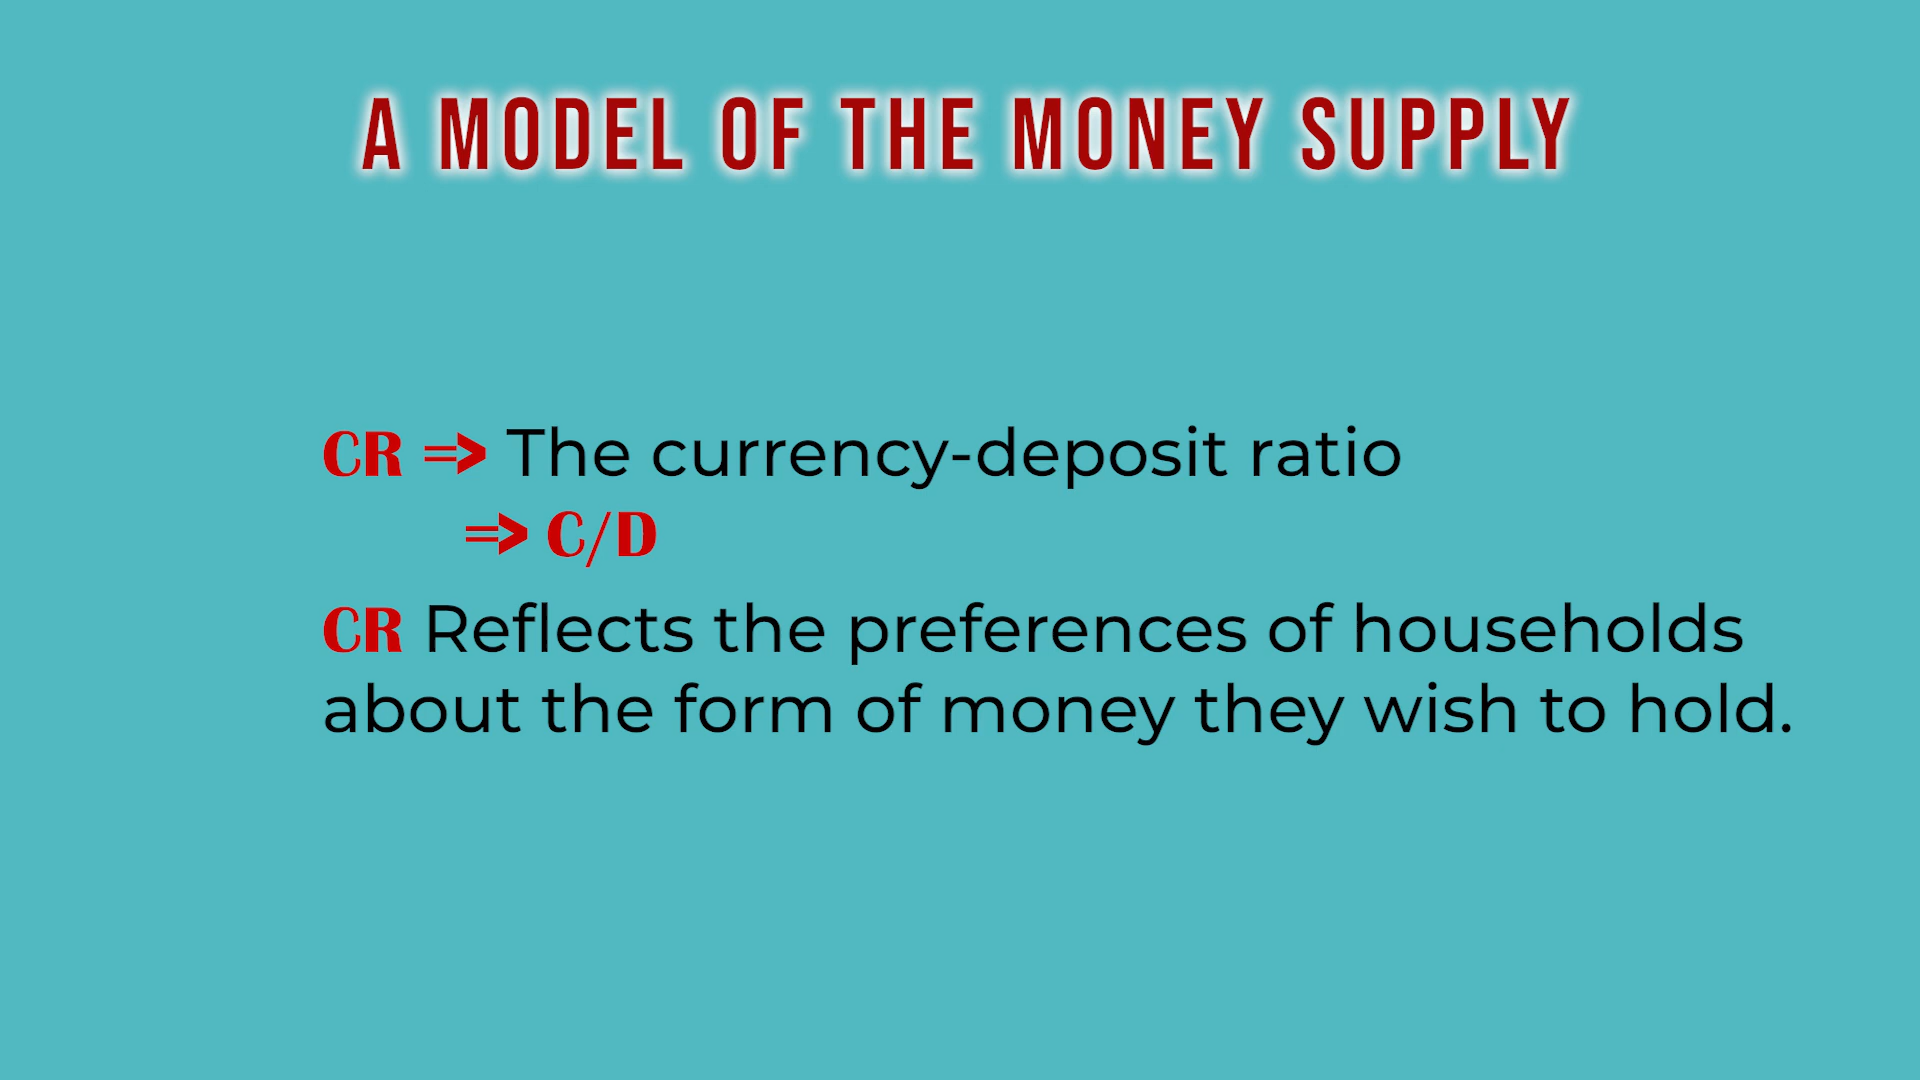 A MODEL OF THE MONEY SUPPLY
CR => The currency-deposit ratio
=> C/D
CR Reflects the preferences of households
about the form of money they wish to hold.